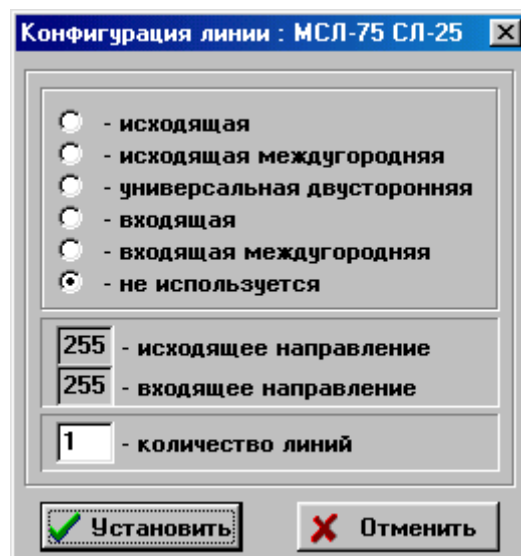 Конфигурация линии : МСЛ-75 СЛ-25
- исходящая
- исходящая междугородняя
- универсальная двусторонняя
- входящая
- входящая междугородняя
- не используется
255 - исходящее направление
255 - входящее направление
1 - количество линий
Установить Отменить